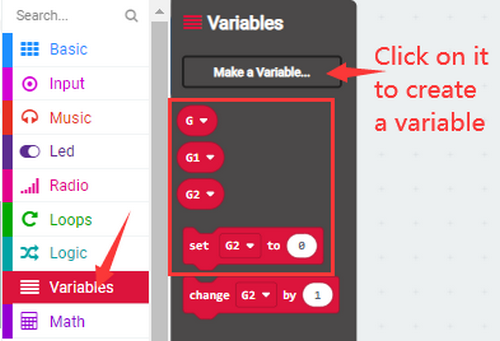 Search...
Basic
Input
Music
Led
Radio
Loops
Logic
Variables
Math
Variables
Make a Variable...
G
G1
G2
set G2 to 0
change G2 by 1
Click on it
to create
a variable